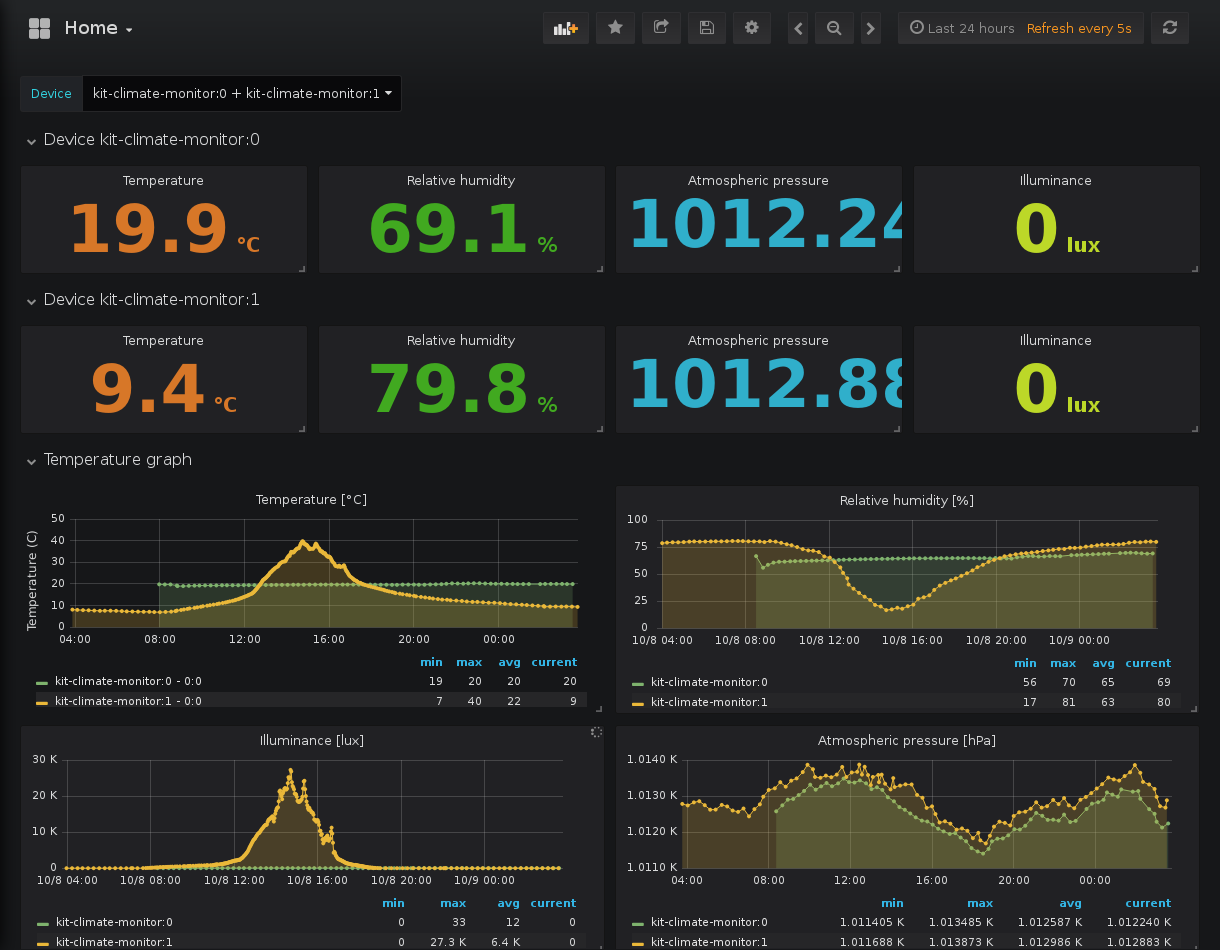 Home
Last 24 hours Refresh every 5s
Device kit-climate-monitor:0 + kit-climate-monitor:1
Device kit-climate-monitor:0
Temperature Relative humidity Atmospheric pressure Illuminance
19.9 °C 69.1 % 1012.24 0 lux
Device kit-climate-monitor:1
Temperature Relative humidity Atmospheric pressure Illuminance
9.4 °C 79.8 % 1012.88 0 lux
Temperature graph
Temperature [°C]
Temperature (C)
50
40
30
20
10
0
04:00 08:00 12:00 16:00 20:00 00:00
min max avg current
kit-climate-monitor:0 - 0:0 19 20 20 20
kit-climate-monitor:1 - 0:0 7 40 22 9
Relative humidity [%]
100
75
50
25
0
10/8 04:00 10/8 08:00 10/8 12:00 10/8 16:00 10/8 20:00 10/9 00:00
min max avg current
kit-climate-monitor:0 56 70 65 69
kit-climate-monitor:1 17 81 63 80
Illuminance [lux]
30 K
20 K
10 K
0
10/8 04:00 10/8 08:00 10/8 12:00 10/8 16:00 10/8 20:00 10/9 00:00
min max avg current
kit-climate-monitor:0 0 33 12 0
kit-climate-monitor:1 0 27.3 K 6.4 K 0
Atmospheric pressure [hPa]
1.0140 K
1.0130 K
1.0120 K
1.0110 K
04:00 08:00 12:00 16:00 20:00 00:00
min max avg current
kit-climate-monitor:0 1.011405 K 1.013485 K 1.012587 K 1.012240 K
kit-climate-monitor:1 1.011688 K 1.013873 K 1.012986 K 1.012883 K